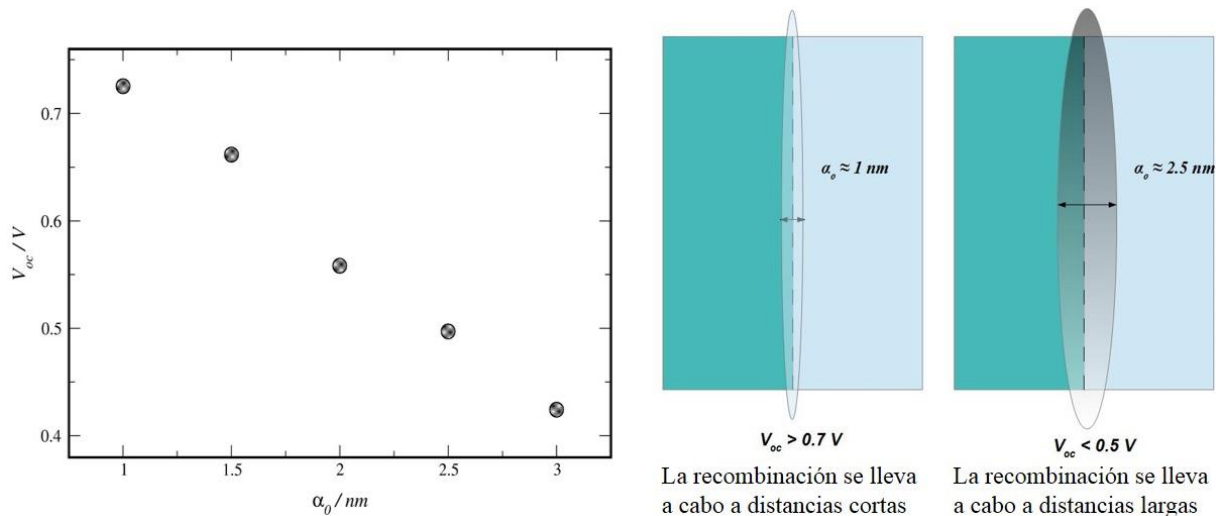 0.7
0.6
0.5
0.4
V_oc / V
1 1.5 2 2.5 3
α_0 / nm
α_o ≈ 1 nm
V_oc > 0.7 V
La recombinación se lleva
a cabo a distancias cortas
α_o ≈ 2.5 nm
V_oc < 0.5 V
La recombinación se lleva
a cabo a distancias largas